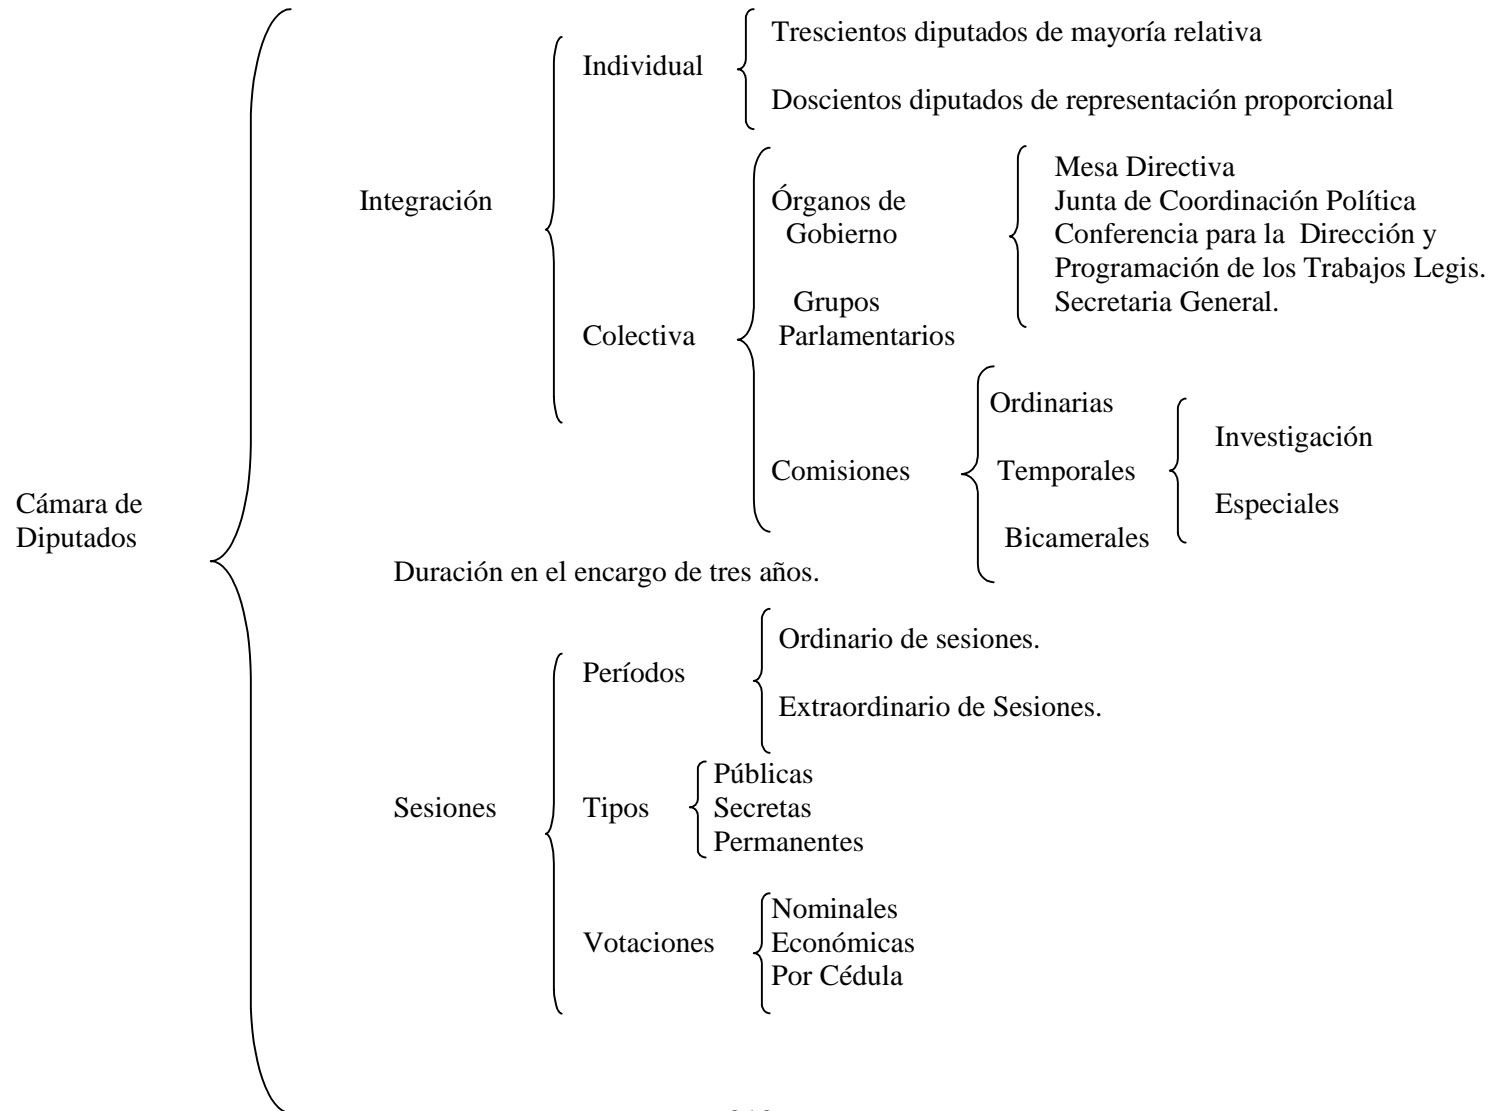 Cámara de
Diputados
Integración
Individual
Trescientos diputados de mayoría relativa
Doscientos diputados de representación proporcional
Colectiva
Órganos de
Gobierno
Mesa Directiva
Junta de Coordinación Política
Conferencia para la  Dirección y
Programación de los Trabajos Legis.
Secretaria General.
Grupos
Parlamentarios
Comisiones
Ordinarias
Temporales
Investigación
Especiales
Bicamerales
Duración en el encargo de tres años.
Sesiones
Períodos
Ordinario de sesiones.
Extraordinario de Sesiones.
Tipos
Públicas
Secretas
Permanentes
Votaciones
Nominales
Económicas
Por Cédula